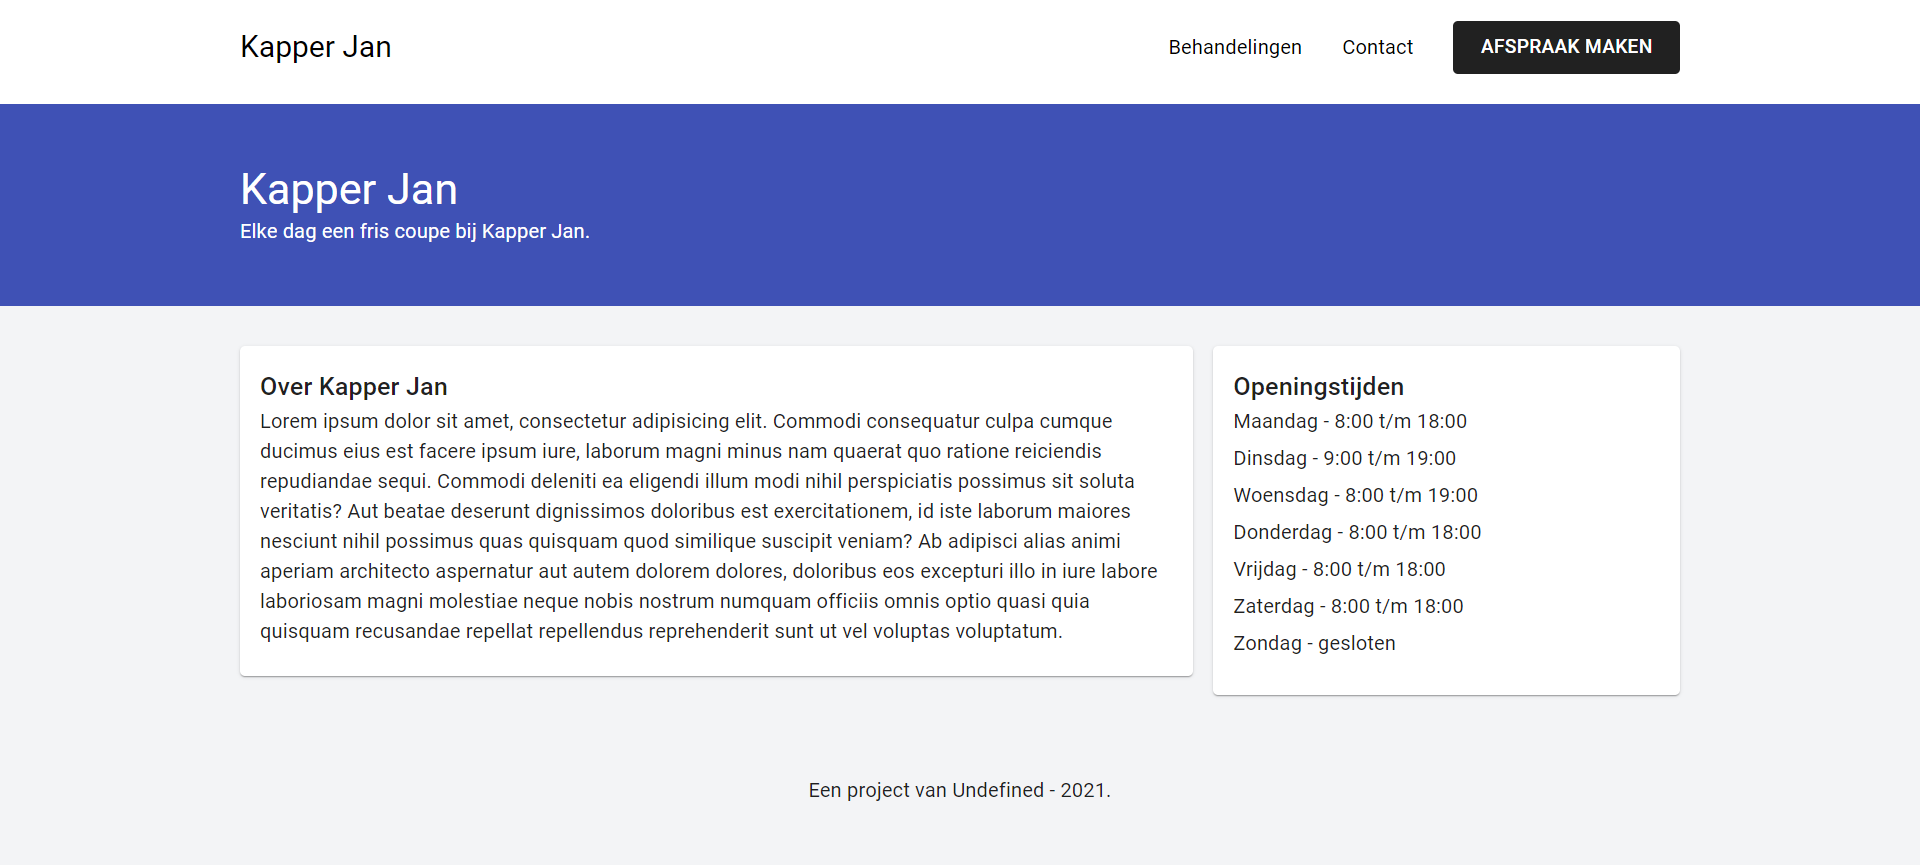 Kapper Jan
Behandelingen
Contact
AFSPRAAK MAKEN
Kapper Jan
Elke dag een fris coupe bij Kapper Jan.
Over Kapper Jan
Lorem ipsum dolor sit amet, consectetur adipisicing elit. Commodi consequatur culpa cumque
ducimus eius est facere ipsum iure, laborum magni minus nam quaerat quo ratione reiciendis
repudiandae sequi. Commodi deleniti ea eligendi illum modi nihil perspiciatis possimus sit soluta
veritatis? Aut beatae deserunt dignissimos doloribus est exercitationem, id iste laborum maiores
nesciunt nihil possimus quas quisquam quod similique suscipit veniam? Ab adipisci alias animi
aperiam architecto aspernatur aut autem dolorem dolores, doloribus eos excepturi illo in iure labore
laboriosam magni molestiae neque nobis nostrum numquam officiis omnis optio quasi quia
quisquam recusandae repellat repellendus reprehenderit sunt ut vel voluptas voluptatum.
Openingstijden
Maandag - 8:00 t/m 18:00
Dinsdag - 9:00 t/m 19:00
Woensdag - 8:00 t/m 19:00
Donderdag - 8:00 t/m 18:00
Vrijdag - 8:00 t/m 18:00
Zaterdag - 8:00 t/m 18:00
Zondag - gesloten
Een project van Undefined - 2021.